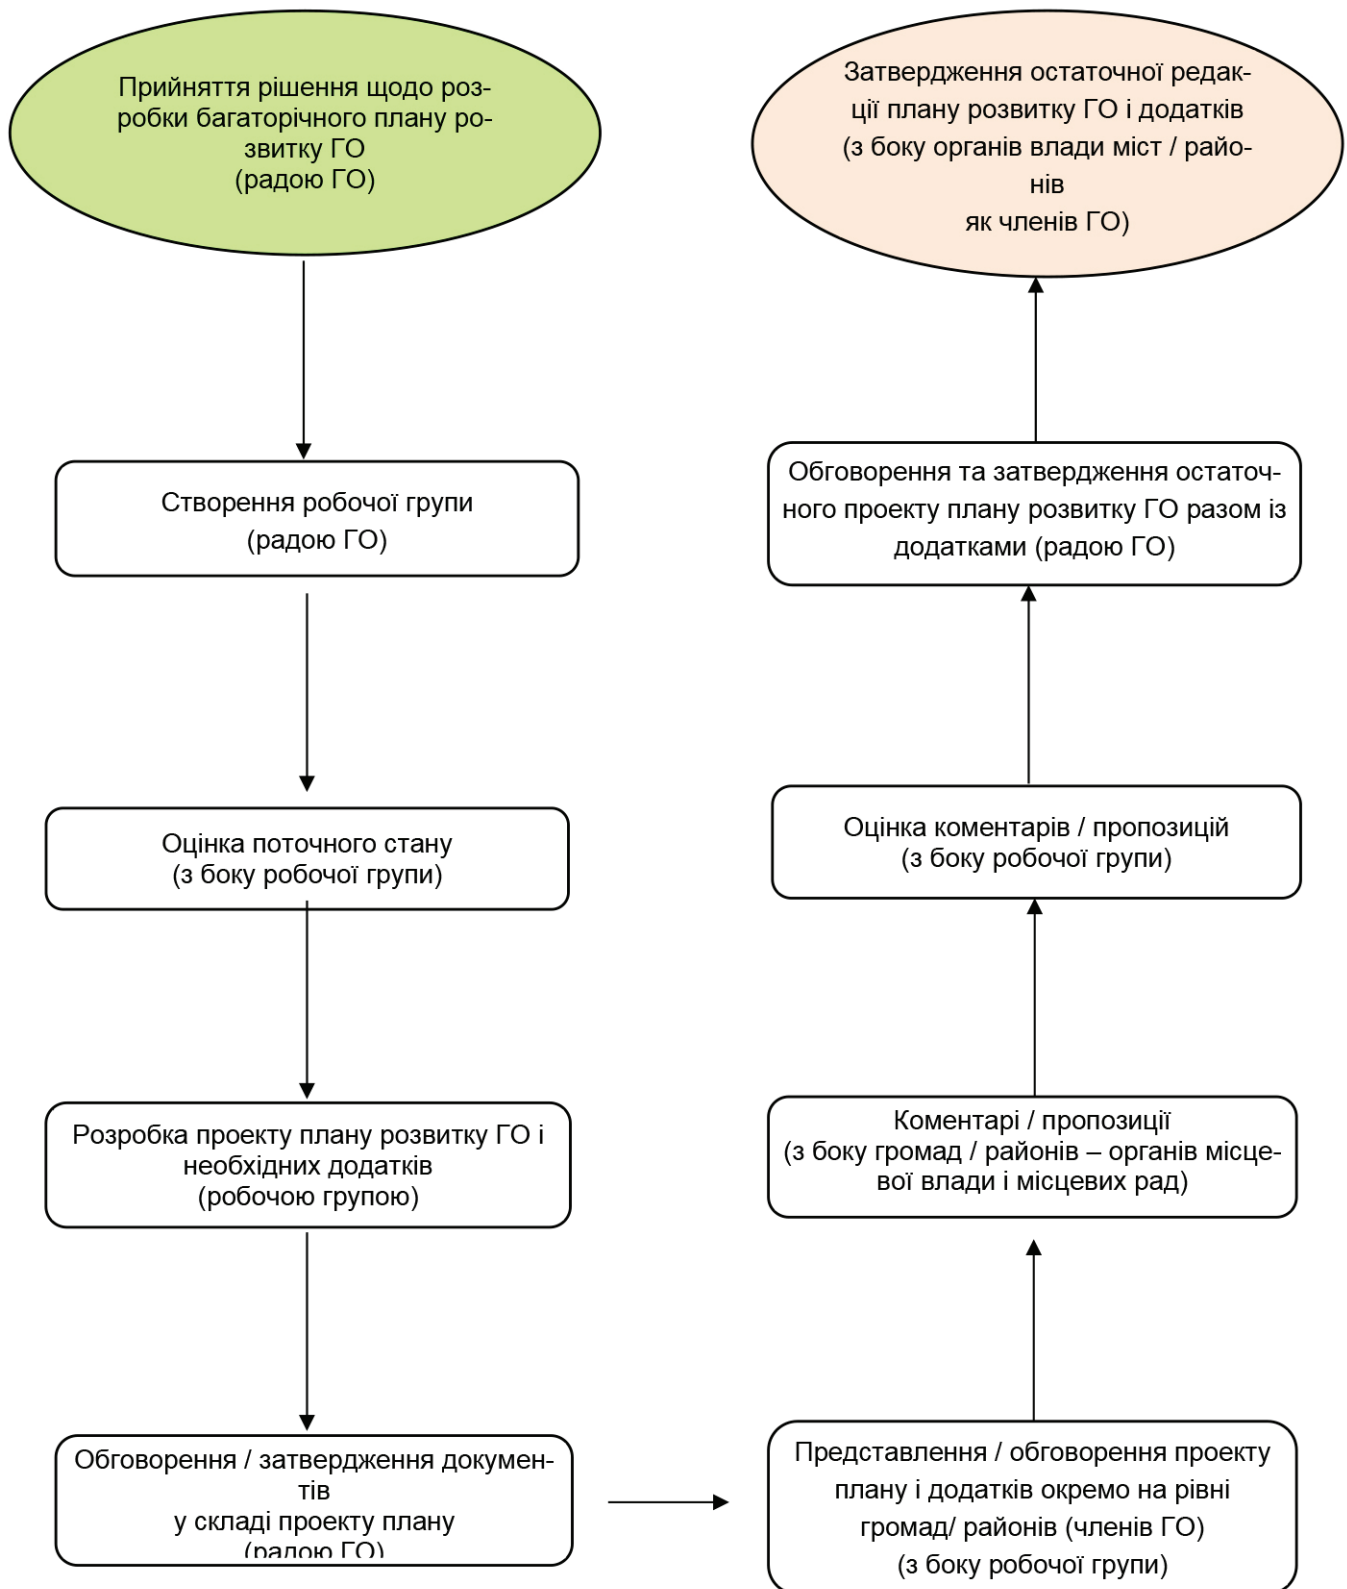 Прийняття рішення щодо роз-
робки багаторічного плану ро-
звитку ГО
(радою ГО)
Створення робочої групи
(радою ГО)
Оцінка поточного стану
(з боку робочої групи)
Розробка проекту плану розвитку ГО і
необхідних додатків
(робочою групою)
Обговорення / затвердження докумен-
тів
у складі проекту плану
(радою ГО)
Представлення / обговорення проекту
плану і додатків окремо на рівні
громад/ районів (членів ГО)
(з боку робочої групи)
Коментарі / пропозиції
(з боку громад / районів – органів місце-
вої влади і місцевих рад)
Оцінка коментарів / пропозицій
(з боку робочої групи)
Обговорення та затвердження остаточ-
ного проекту плану розвитку ГО разом із
додатками (радою ГО)
Затвердження остаточної редак-
ції плану розвитку ГО і додатків
(з боку органів влади міст / райо-
нів
як членів ГО)